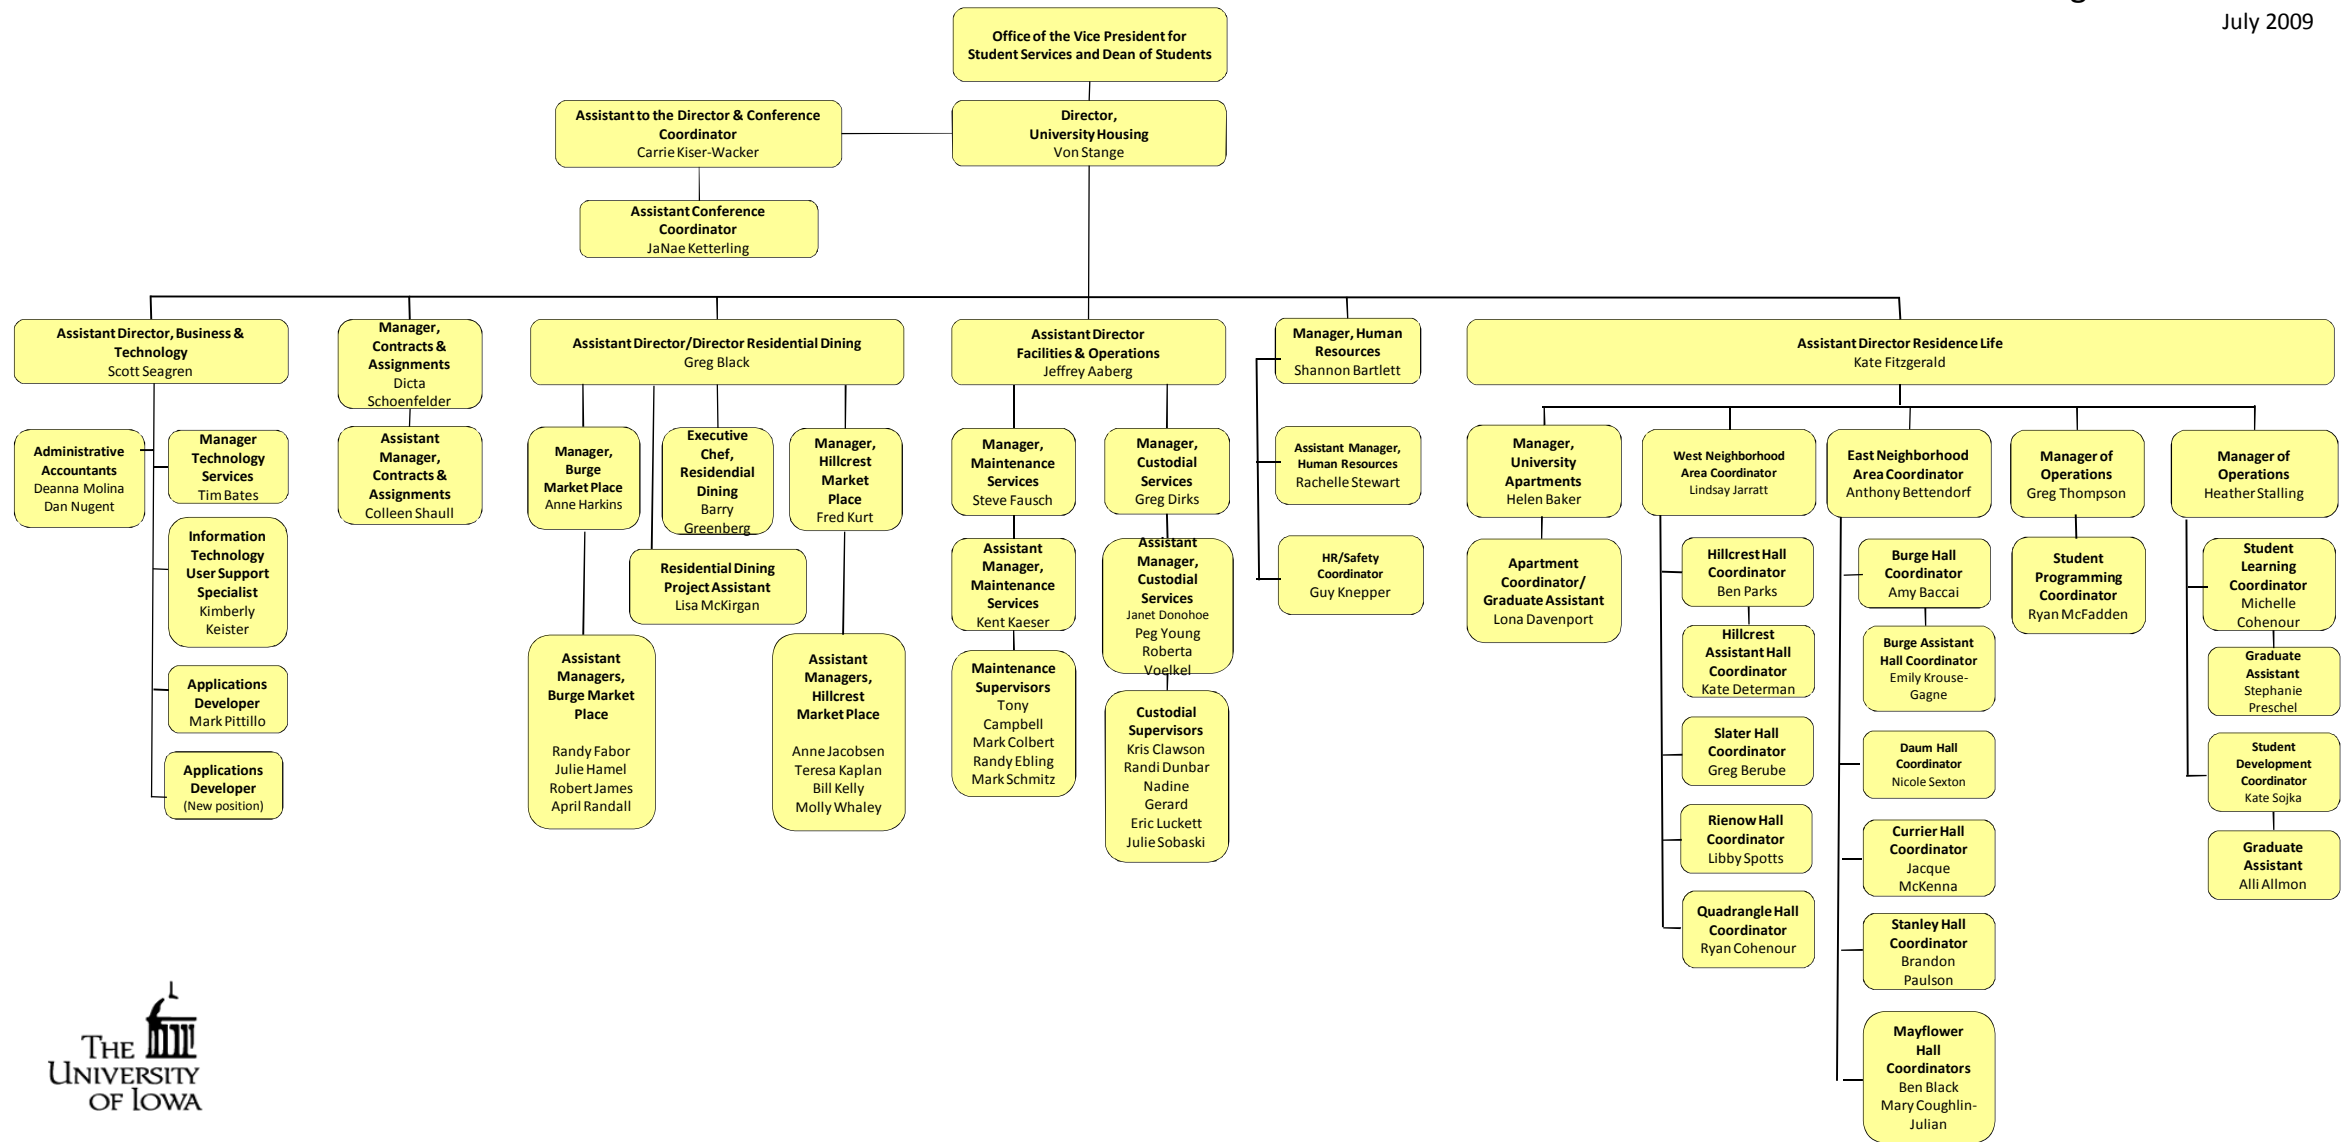 July 2009
Office of the Vice President for
Student Services and Dean of Students
Assistant to the Director & Conference
Coordinator
Carrie Kiser-Wacker
Director,
University Housing
Von Stange
Assistant Conference
Coordinator
JaNae Ketterling
Assistant Director, Business &
Technology
Scott Seagren
Manager,
Contracts &
Assignments
Dicta
Schoenfelder
Assistant Director/Director Residential Dining
Greg Black
Assistant Director
Facilities & Operations
Jeffrey Aaberg
Manager, Human
Resources
Shannon Bartlett
Assistant Director Residence Life
Kate Fitzgerald
Administrative
Accountants
Deanna Molina
Dan Nugent
Manager
Technology
Services
Tim Bates
Information
Technology
User Support
Specialist
Kimberly
Keister
Applications
Developer
Mark Pittillo
Applications
Developer
(New position)
Assistant
Manager,
Contracts &
Assignments
Colleen Shaull
Manager,
Burge
Market Place
Anne Harkins
Executive
Chef,
Residendial
Dining
Barry
Greenberg
Manager,
Hillcrest
Market
Place
Fred Kurt
Residential Dining
Project Assistant
Lisa McKirgan
Assistant
Managers,
Burge Market
Place
Randy Fabor
Julie Hamel
Robert James
April Randall
Assistant
Managers,
Hillcrest
Market Place
Anne Jacobsen
Teresa Kaplan
Bill Kelly
Molly Whaley
Manager,
Maintenance
Services
Steve Fausch
Assistant
Manager,
Maintenance
Services
Kent Kaeser
Maintenance
Supervisors
Tony
Campbell
Mark Colbert
Randy Ebling
Mark Schmitz
Manager,
Custodial
Services
Greg Dirks
Assistant
Manager,
Custodial
Services
Janet Donohoe
Peg Young
Roberta
Voelkel
Custodial
Supervisors
Kris Clawson
Randi Dunbar
Nadine
Gerard
Eric Luckett
Julie Sobaski
Assistant Manager,
Human Resources
Rachelle Stewart
HR/Safety
Coordinator
Guy Knepper
Manager,
University
Apartments
Helen Baker
Apartment
Coordinator/
Graduate Assistant
Lona Davenport
West Neighborhood
Area Coordinator
Lindsay Jarratt
Hillcrest Hall
Coordinator
Ben Parks
Hillcrest
Assistant Hall
Coordinator
Kate Determan
Slater Hall
Coordinator
Greg Berube
Rienow Hall
Coordinator
Libby Spotts
Quadrangle Hall
Coordinator
Ryan Cohenour
East Neighborhood
Area Coordinator
Anthony Bettendorf
Burge Hall
Coordinator
Amy Baccai
Burge Assistant
Hall Coordinator
Emily Krouse-
Gagne
Daum Hall
Coordinator
Nicole Sexton
Currier Hall
Coordinator
Jacque
McKenna
Stanley Hall
Coordinator
Brandon
Paulson
Mayflower
Hall
Coordinators
Ben Black
Mary Coughlin-
Julian
Manager of
Operations
Greg Thompson
Student
Programming
Coordinator
Ryan McFadden
Manager of
Operations
Heather Stalling
Student
Learning
Coordinator
Michelle
Cohenour
Graduate
Assistant
Stephanie
Preschel
Student
Development
Coordinator
Kate Sojka
Graduate
Assistant
Alli Allmon
THE
UNIVERSITY
OF IOWA